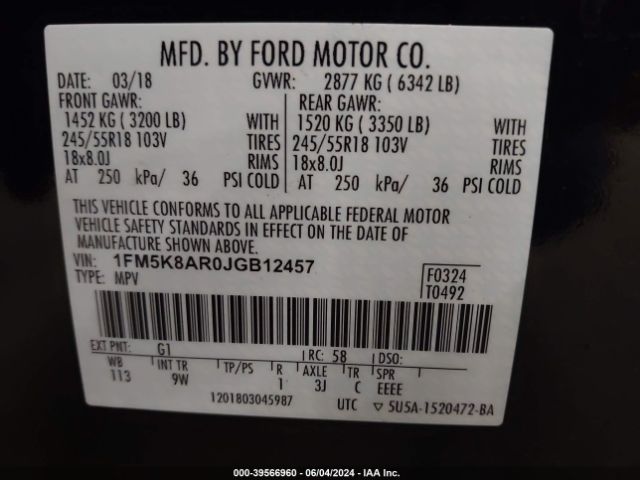 MFD. BY FORD MOTOR CO.
DATE: 03/18 GVWR: 2877 KG ( 6342 LB)
FRONT GAWR: REAR GAWR:
1452 KG ( 3200 LB) WITH 1520 KG ( 3350 LB) WITH
245/55R18 103V TIRES 245/55R18 103V TIRES
18x8.0J RIMS 18x8.0J RIMS
AT 250 kPa/ 36 PSI COLD AT 250 kPa/ 36 PSI COLD
THIS VEHICLE CONFORMS TO ALL APPLICABLE FEDERAL MOTOR
VEHICLE SAFETY STANDARDS IN EFFECT ON THE DATE OF
MANUFACTURE SHOWN ABOVE.
VIN: 1FM5K8AR0JGB12457 F0324
TYPE: MPV T0492
EXT PNT: G1 RC: 58 DSO:
WB INT TR TP/PS R AXLE TR SPR
113 9W 1 3J C EEEE
1201803045987 UTC ▽ 5U5A-1520472-BA
000-39566960 - 06/04/2024 - IAA Inc.